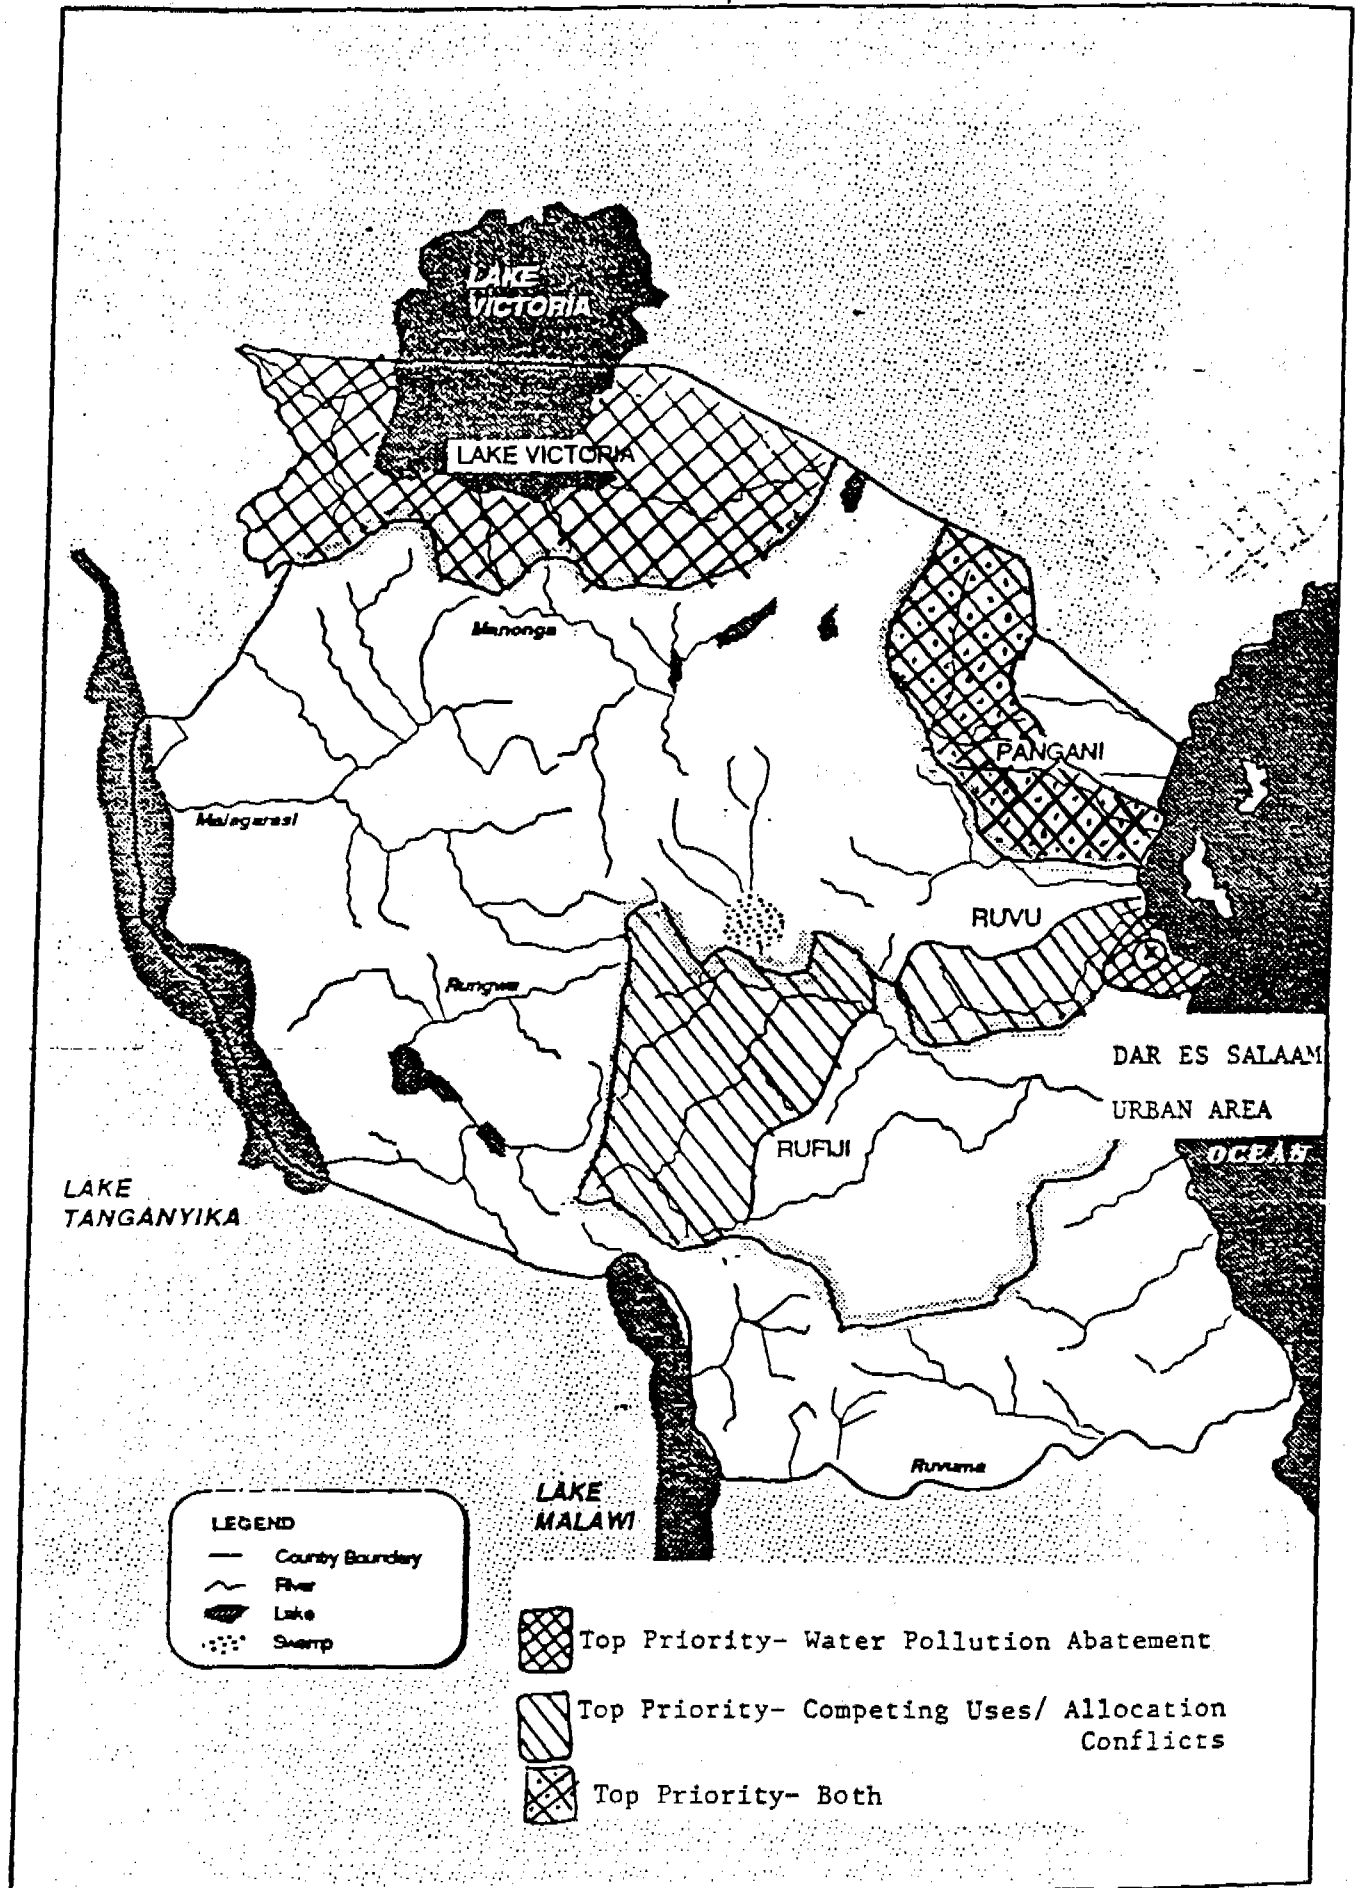 LAKE
VICTORIA
LAKE VICTORIA
Manonga
PANGANI
Malagarasi
RUVU
Rungwa
DAR ES SALAAM
URBAN AREA
RUFIJI
OCEAN
LAKE
TANGANYIKA
Ruvuma
LAKE
MALAWI
LEGEND
Country Boundary
River
Lake
Swamp
Top Priority- Water Pollution Abatement
Top Priority- Competing Uses/ Allocation
Conflicts
Top Priority- Both